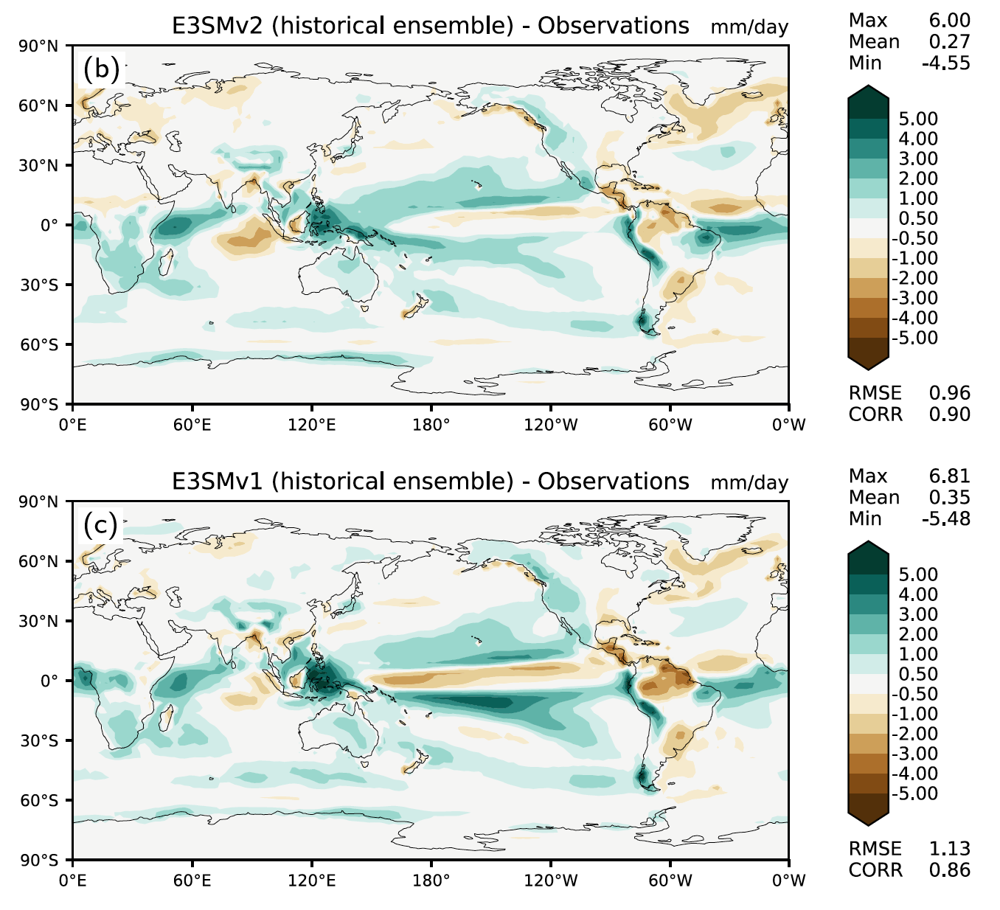 E3SMv2 (historical ensemble) - Observations mm/day
Max 6.00
Mean 0.27
Min -4.55
(b)
90°N
60°N
30°N
0°
30°S
60°S
90°S
0°E 60°E 120°E 180° 120°W 60°W 0°W
5.00
4.00
3.00
2.00
1.00
0.50
-0.50
-1.00
-2.00
-3.00
-4.00
-5.00
RMSE 0.96
CORR 0.90
E3SMv1 (historical ensemble) - Observations mm/day
Max 6.81
Mean 0.35
Min -5.48
(c)
90°N
60°N
30°N
0°
30°S
60°S
90°S
0°E 60°E 120°E 180° 120°W 60°W 0°W
5.00
4.00
3.00
2.00
1.00
0.50
-0.50
-1.00
-2.00
-3.00
-4.00
-5.00
RMSE 1.13
CORR 0.86